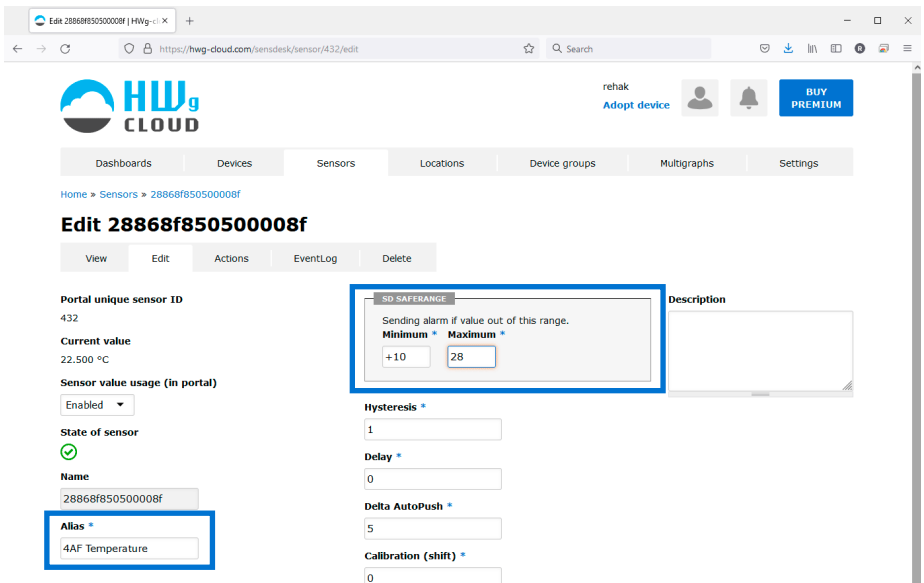 Edit 28868f850500008f | HWg-cl
https://hwg-cloud.com/sensdesk/sensor/432/edit
Search
HWg
CLOUD
rehak
Adopt device
BUY
PREMIUM
Dashboards Devices Sensors Locations Device groups Multigraphs Settings
Home » Sensors » 28868f850500008f
Edit 28868f850500008f
View Edit Actions EventLog Delete
Portal unique sensor ID
432
Current value
22.500 °C
Sensor value usage (in portal)
Enabled
State of sensor
Name
28868f850500008f
Alias *
4AF Temperature
SD SAFERANGE
Sending alarm if value out of this range.
Minimum * Maximum *
+10 28
Hysteresis *
1
Delay *
0
Delta AutoPush *
5
Calibration (shift) *
0
Description